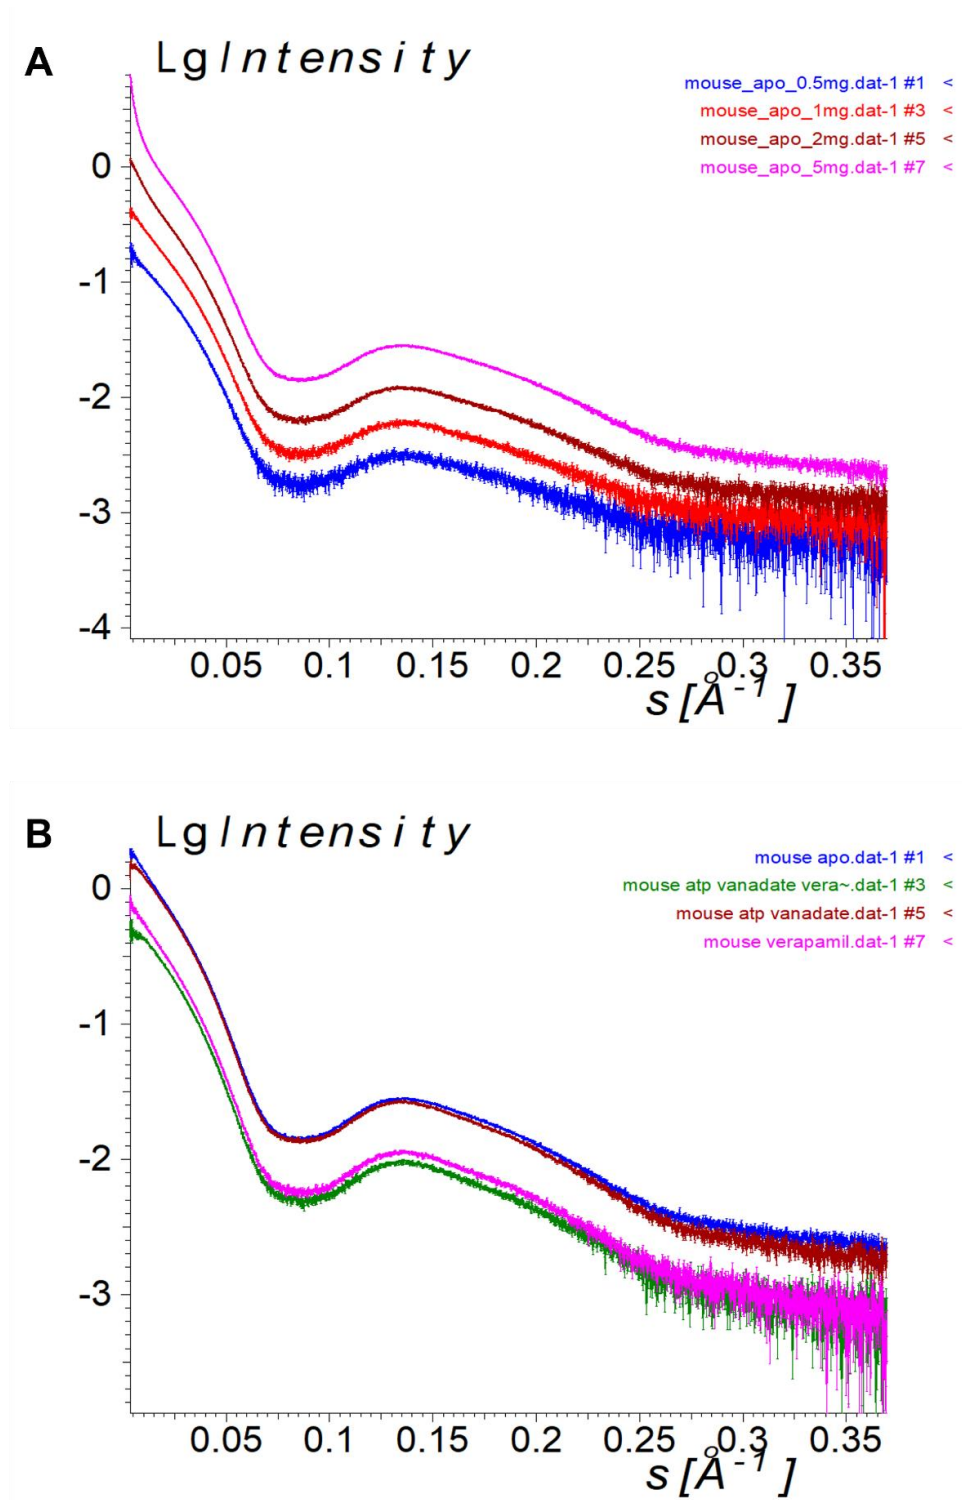 A
Lg Intensity
mouse_apo_0.5mg.dat-1 #1 <
mouse_apo_1mg.dat-1 #3 <
mouse_apo_2mg.dat-1 #5 <
mouse_apo_5mg.dat-1 #7 <
0
-1
-2
-3
-4
0.05 0.1 0.15 0.2 0.25 0.3 0.35
s [Å-1]
B
Lg Intensity
mouse apo.dat-1 #1 <
mouse atp vanadate vera~.dat-1 #3 <
mouse atp vanadate.dat-1 #5 <
mouse verapamil.dat-1 #7 <
0
-1
-2
-3
0.05 0.1 0.15 0.2 0.25 0.3 0.35
s [Å-1]